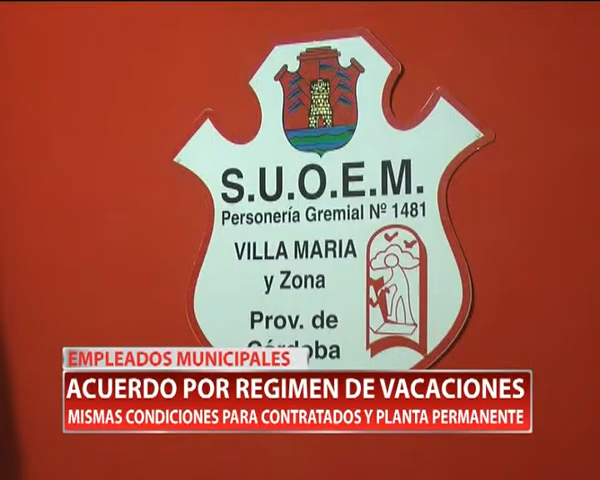 S.U.O.E.M.
Personería Gremial Nº 1481
VILLA MARIA
y Zona
Prov. de
Córdoba
EMPLEADOS MUNICIPALES
ACUERDO POR REGIMEN DE VACACIONES
MISMAS CONDICIONES PARA CONTRATADOS Y PLANTA PERMANENTE